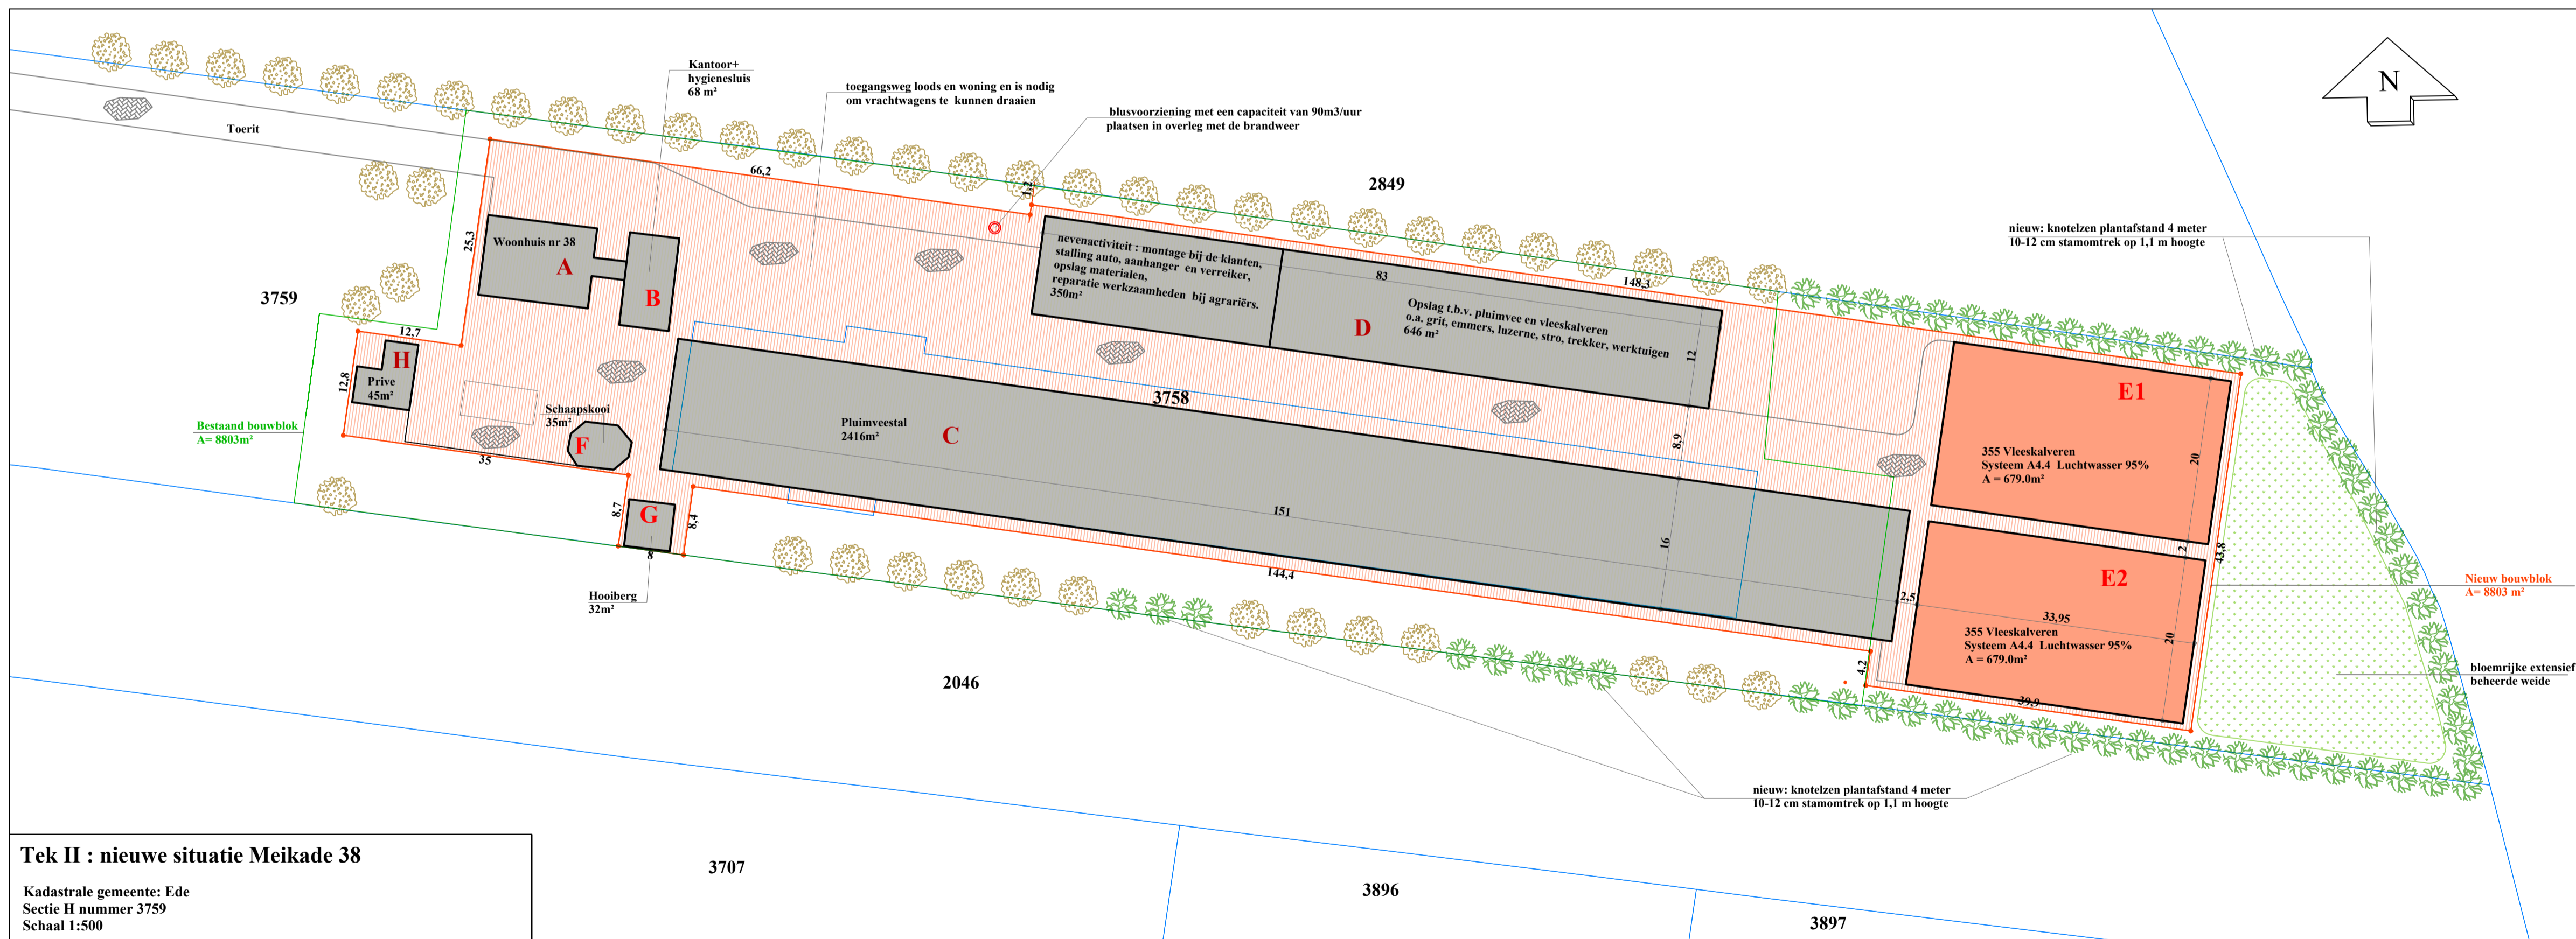 Kantoor+
hygienesluis
68 m²
toegangsweg loods en woning en is nodig
om vrachtwagens te kunnen draaien
blusvoorziening met een capaciteit van 90m3/uur
plaatsen in overleg met de brandweer
N
Toerit
66,2
1,2
2849
nieuw: knotelzen plantafstand 4 meter
10-12 cm stamomtrek op 1,1 m hoogte
25,3
Woonhuis nr 38
A
B
nevenactiviteit : montage bij de klanten,
stalling auto, aanhanger en verreiker,
opslag materialen,
reparatie werkzaamheden bij agrariërs.
350m²
83
148,3
Opslag t.b.v. pluimvee en vleeskalveren
o.a. grit, emmers, luzerne, stro, trekker, werktuigen
646 m²
D
12
3759
12,7
H
Prive
45m²
12,8
Schaapskooi
35m²
F
35
Bestaand bouwblok
A= 8803m²
3758
Pluimveestal
2416m²
C
8,9
151
16
144,4
E1
355 Vleeskalveren
Systeem A4.4 Luchtwasser 95%
A = 679.0m²
20
2
43,8
E2
2,5
33,95
355 Vleeskalveren
Systeem A4.4 Luchtwasser 95%
A = 679.0m²
20
39,9
4,2
Nieuw bouwblok
A= 8803 m²
bloemrijke extensief
beheerde weide
8,7
G
8,4
8
Hooiberg
32m²
2046
nieuw: knotelzen plantafstand 4 meter
10-12 cm stamomtrek op 1,1 m hoogte
Tek II : nieuwe situatie Meikade 38
Kadastrale gemeente: Ede
Sectie H nummer 3759
Schaal 1:500
3707
3896
3897